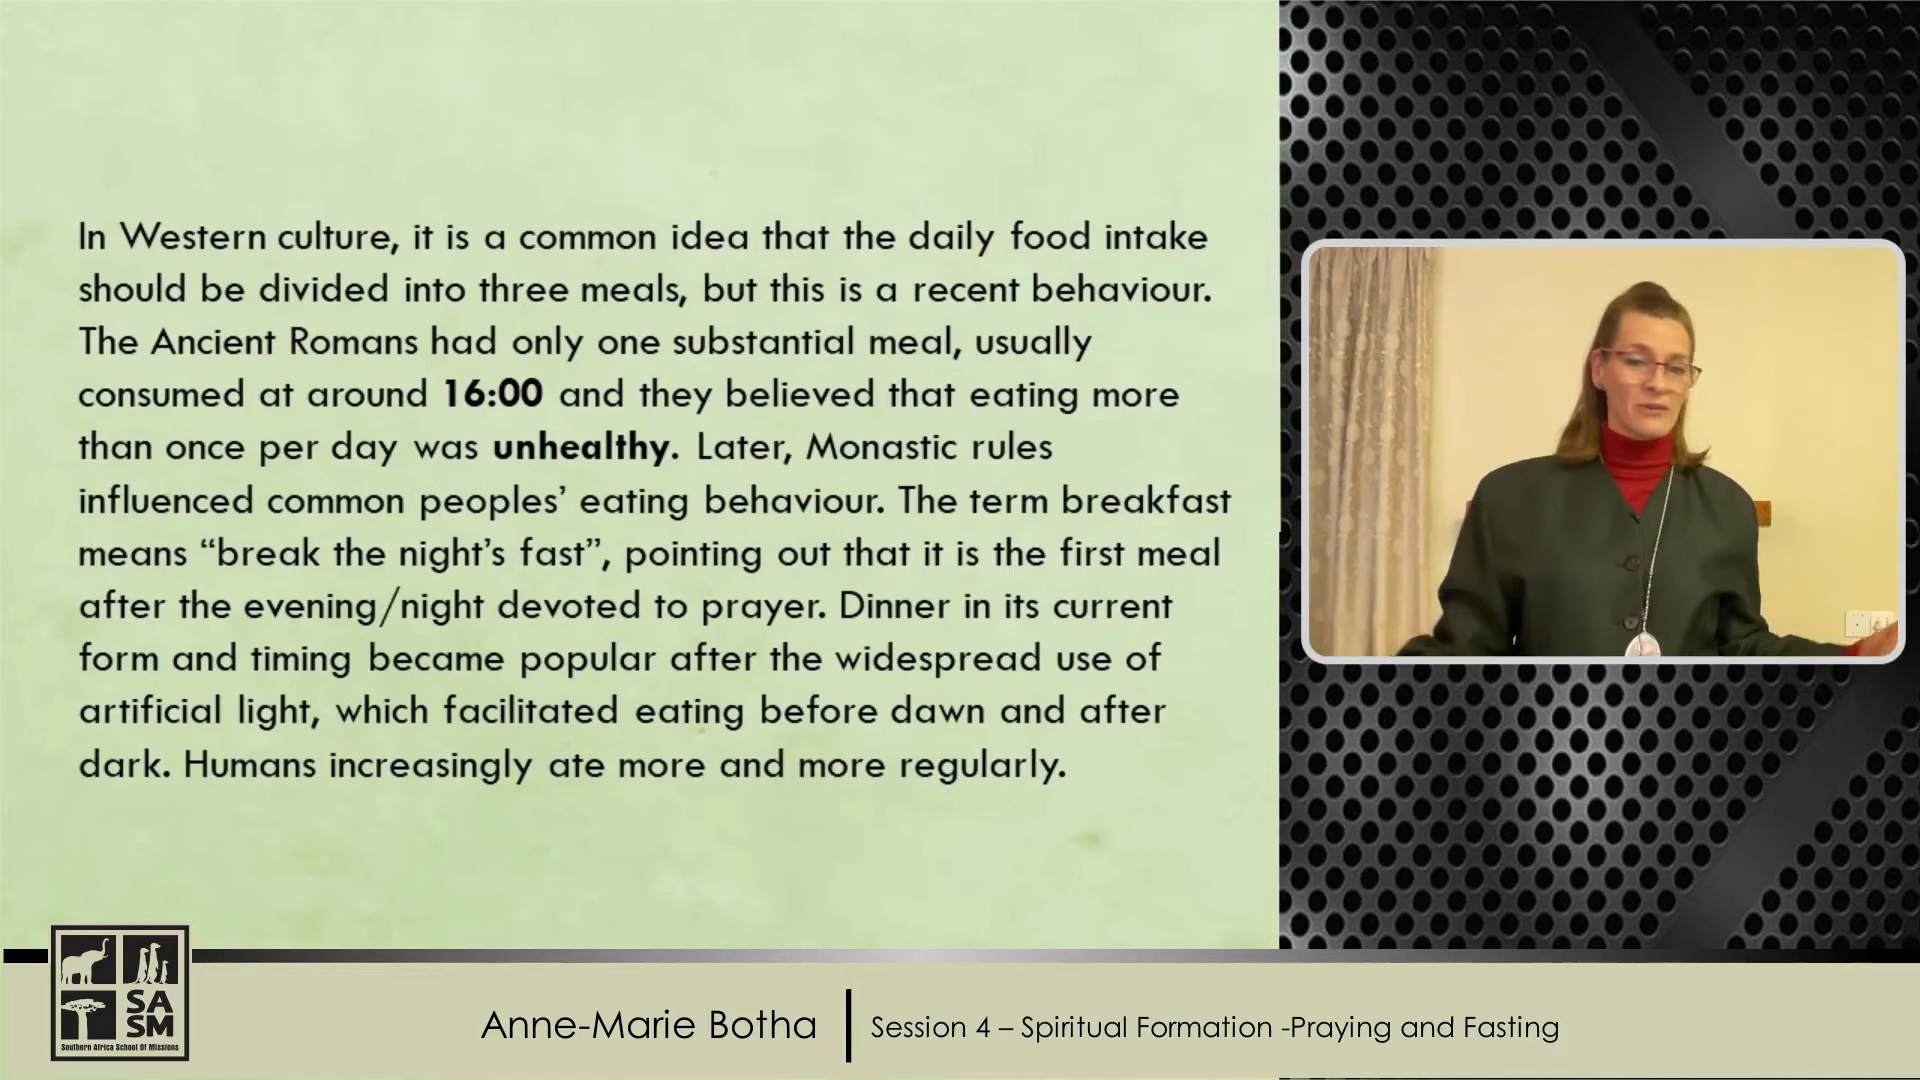 In Western culture, it is a common idea that the daily food intake
should be divided into three meals, but this is a recent behaviour.
The Ancient Romans had only one substantial meal, usually
consumed at around 16:00 and they believed that eating more
than once per day was unhealthy. Later, Monastic rules
influenced common peoples’ eating behaviour. The term breakfast
means “break the night’s fast”, pointing out that it is the first meal
after the evening/night devoted to prayer. Dinner in its current
form and timing became popular after the widespread use of
artificial light, which facilitated eating before dawn and after
dark. Humans increasingly ate more and more regularly.
SA
SM
Southern Africa School Of Missions
Anne-Marie Botha
Session 4 – Spiritual Formation -Praying and Fasting